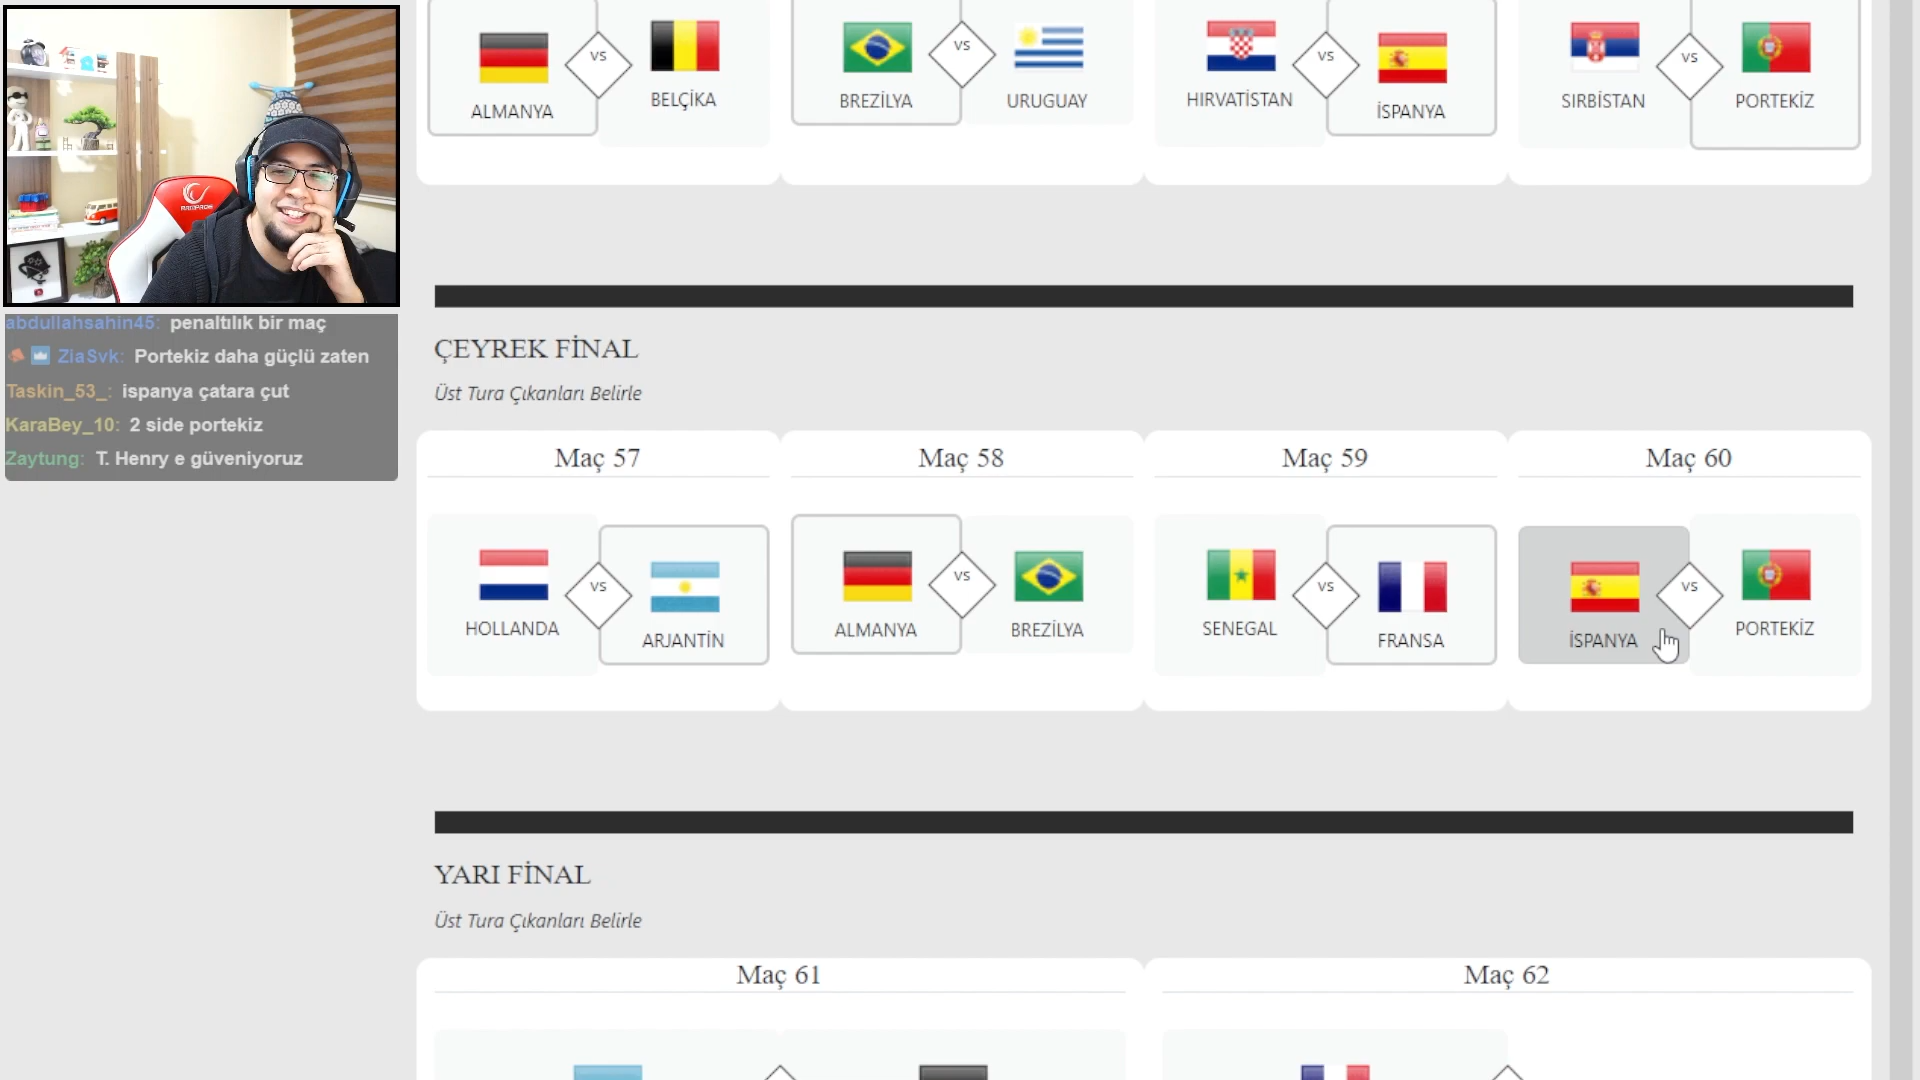 ALMANYA
VS
BELÇİKA
BREZİLYA
VS
URUGUAY
HIRVATİSTAN
VS
İSPANYA
SIRBİSTAN
VS
PORTEKİZ
abdullahsahin45: penaltılık bir maç
ZiaSvk: Portekiz daha güçlü zaten
Taskin_53_: ispanya çatara çut
KaraBey_10: 2 side portekiz
Zaytung: T. Henry e güveniyoruz
ÇEYREK FİNAL
Üst Tura Çıkanları Belirle
Maç 57
Maç 58
Maç 59
Maç 60
HOLLANDA
VS
ARJANTİN
ALMANYA
VS
BREZİLYA
SENEGAL
VS
FRANSA
İSPANYA
VS
PORTEKİZ
YARI FİNAL
Üst Tura Çıkanları Belirle
Maç 61
Maç 62